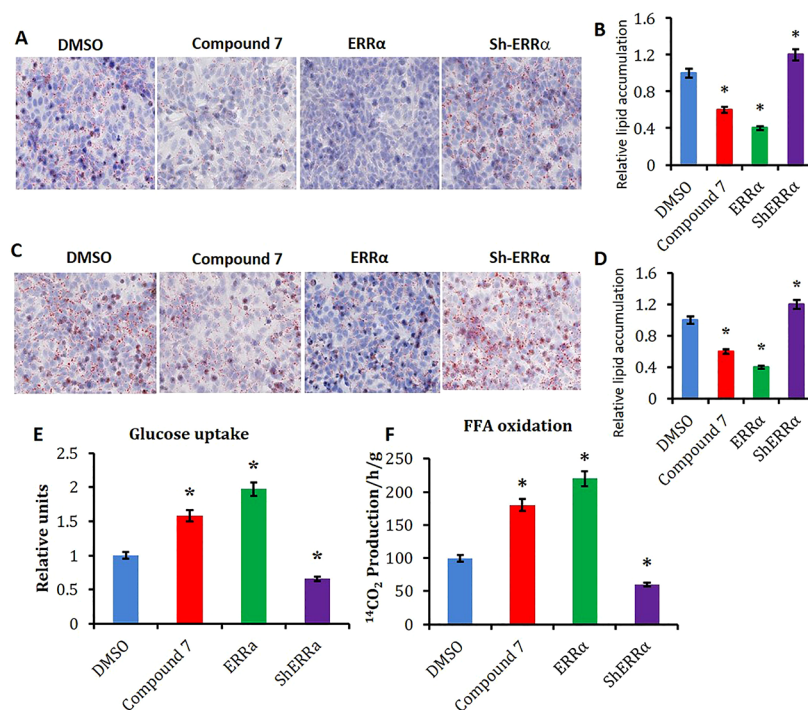 A
DMSO
Compound 7
ERRα
Sh-ERRα
B
Relative lipid accumulation
1.6
1.2
0.8
0.4
0
*
*
*
DMSO
Compound 7
ERRα
ShERRα
C
DMSO
Compound 7
ERRα
Sh-ERRα
D
Relative lipid accumulation
1.6
1.2
0.8
0.4
0
*
*
*
DMSO
Compound 7
ERRα
ShERRα
E
Glucose uptake
Relative units
2.5
2
1.5
1
0.5
0
*
*
*
DMSO
Compound 7
ERRa
ShERRa
F
FFA oxidation
¹⁴CO₂ Production/h/g
250
200
150
100
50
0
*
*
*
DMSO
Compound 7
ERRα
ShERRα